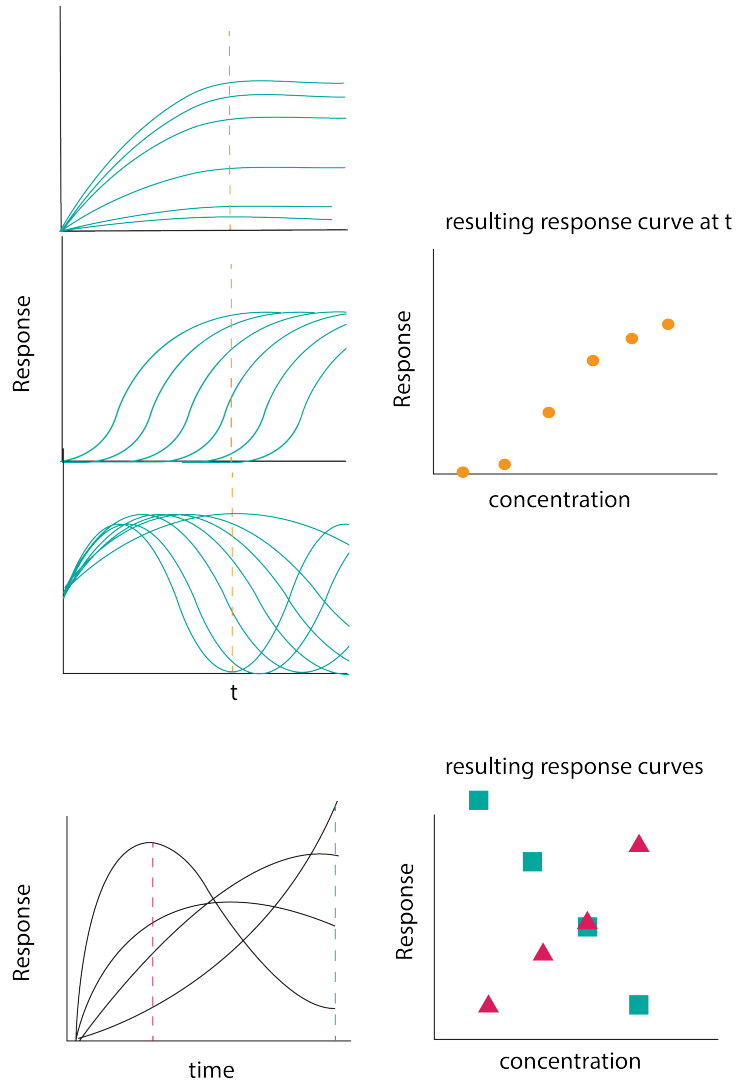 resulting response curve at t
Response
Response
concentration
t
resulting response curves
Response
Response
time
concentration